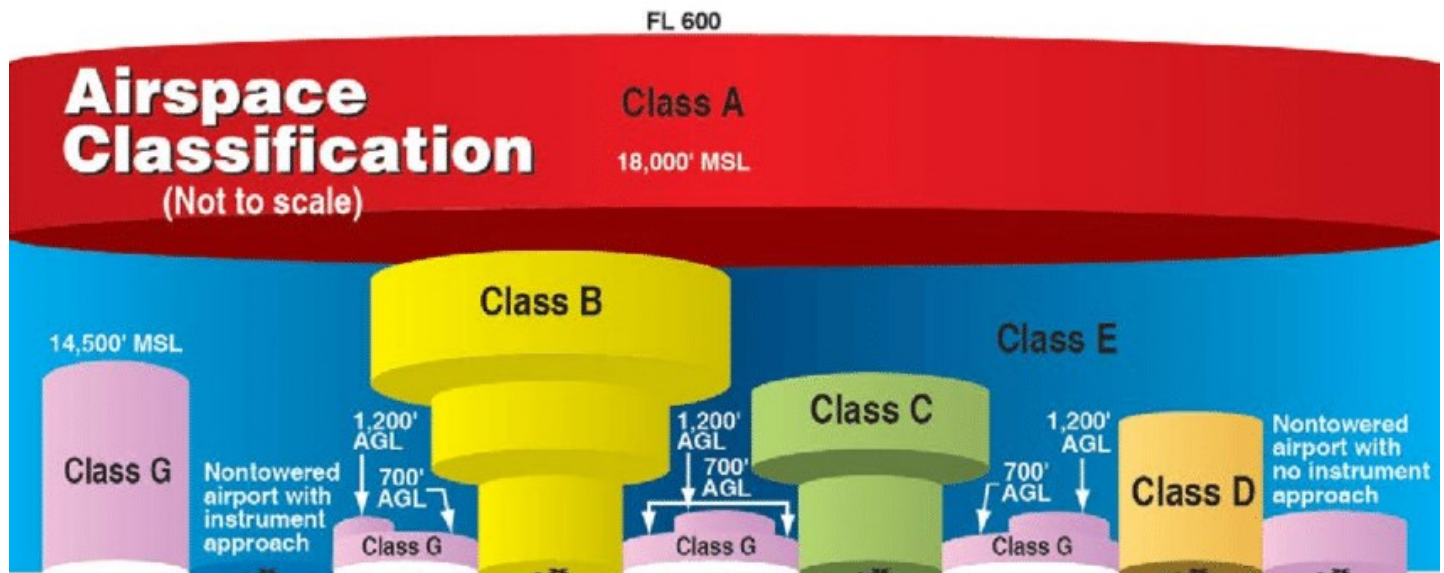 FL 600
Airspace
Classification
(Not to scale)
Class A
18,000' MSL
Class B
14,500' MSL
Class E
Class C
Class G
Nontowered
airport with
instrument
approach
1,200'
AGL
700'
AGL
Class G
1,200'
AGL
700'
AGL
Class G
700'
AGL
1,200'
AGL
Class G
Class D
Nontowered
airport with
no instrument
approach